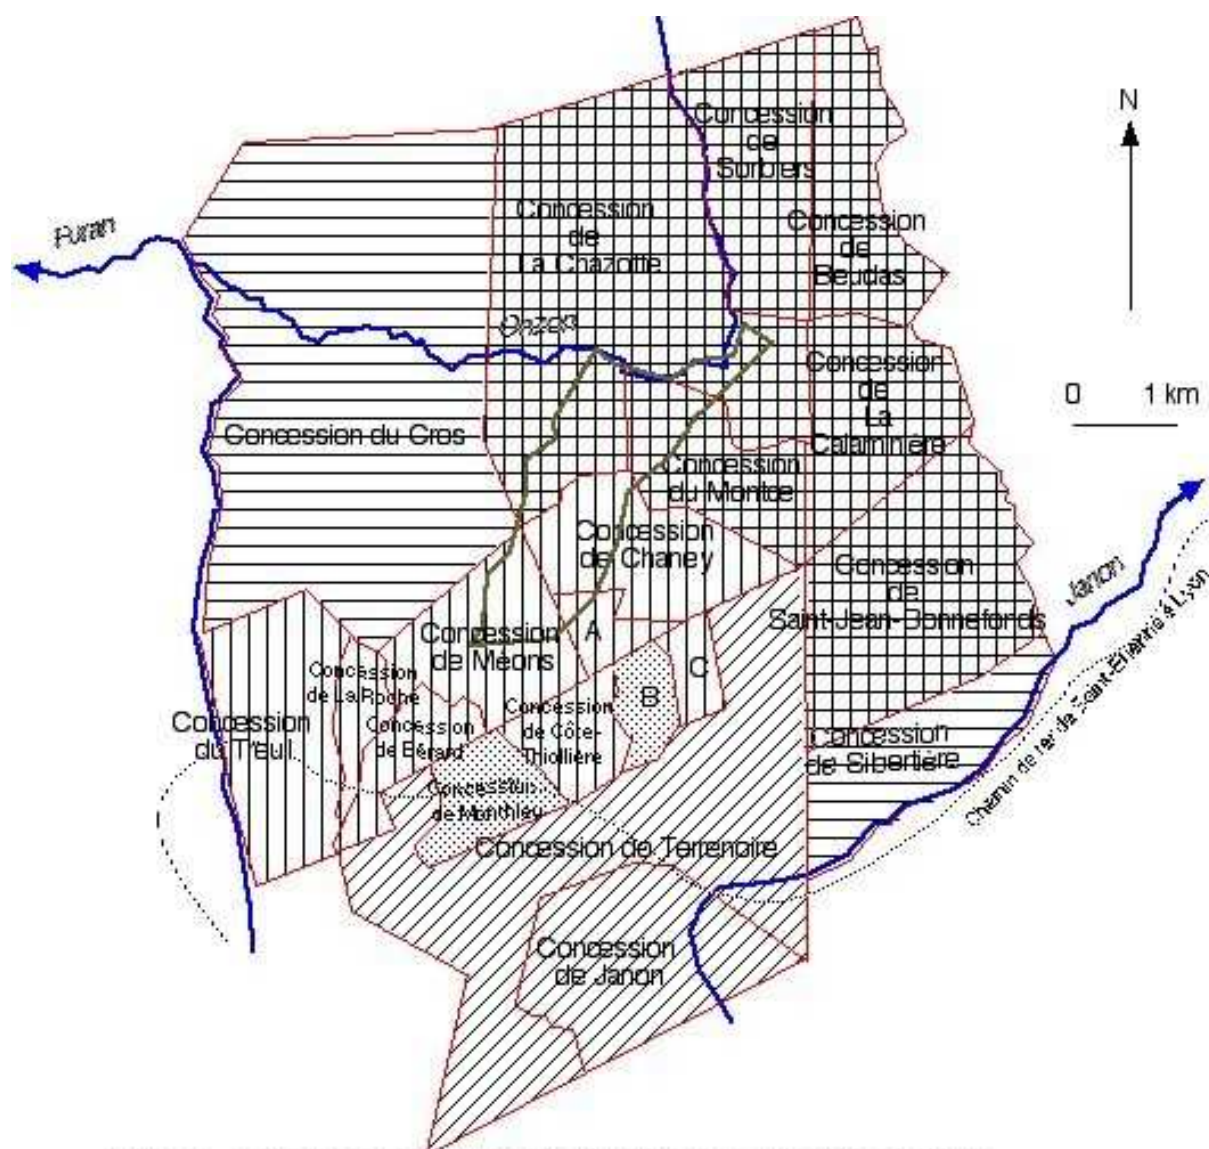 N
Concession
de
Sorbiers
Concession
de
La Chazotte
Concession
de
Beudas
Furan
Onzon
Concession
de
La
Calaminière
0 1 km
Concession du Cros
Concession
du Montcel
Concession
de Chaney
Concession
de
Saint-Jean-Bonnefonds
Janon
Chemin de fer de Saint-Etienne à Lyon
A
Concession
de Méons
B
C
Concession
de La Roche
Concession
du Treuil
Concession
de Bérard
Concession
de Côte-
Thiollière
Concession
de Sibertière
Concession
de Monthieu
Concession de Terrenoire
Concession
de Janon